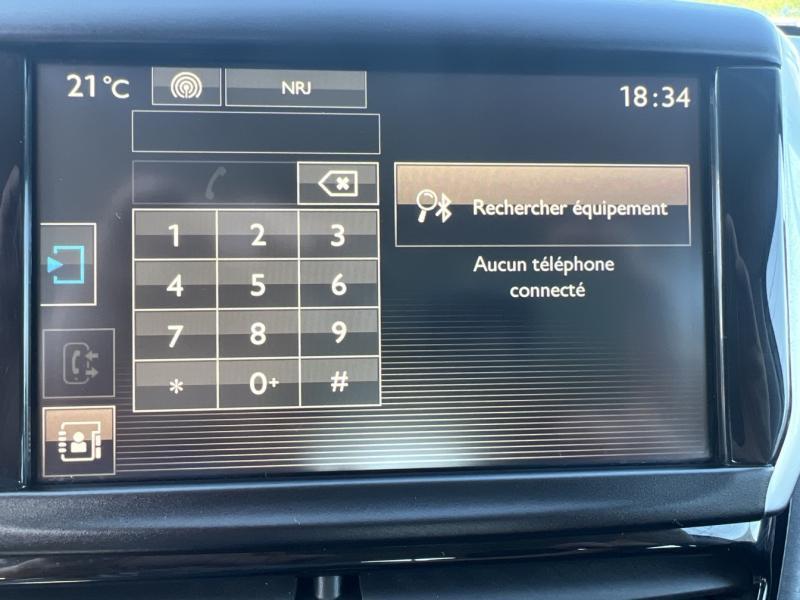 21°C
NRJ
18:34
1 2 3
4 5 6
7 8 9
* 0+ #
Rechercher équipement
Aucun téléphone
connecté